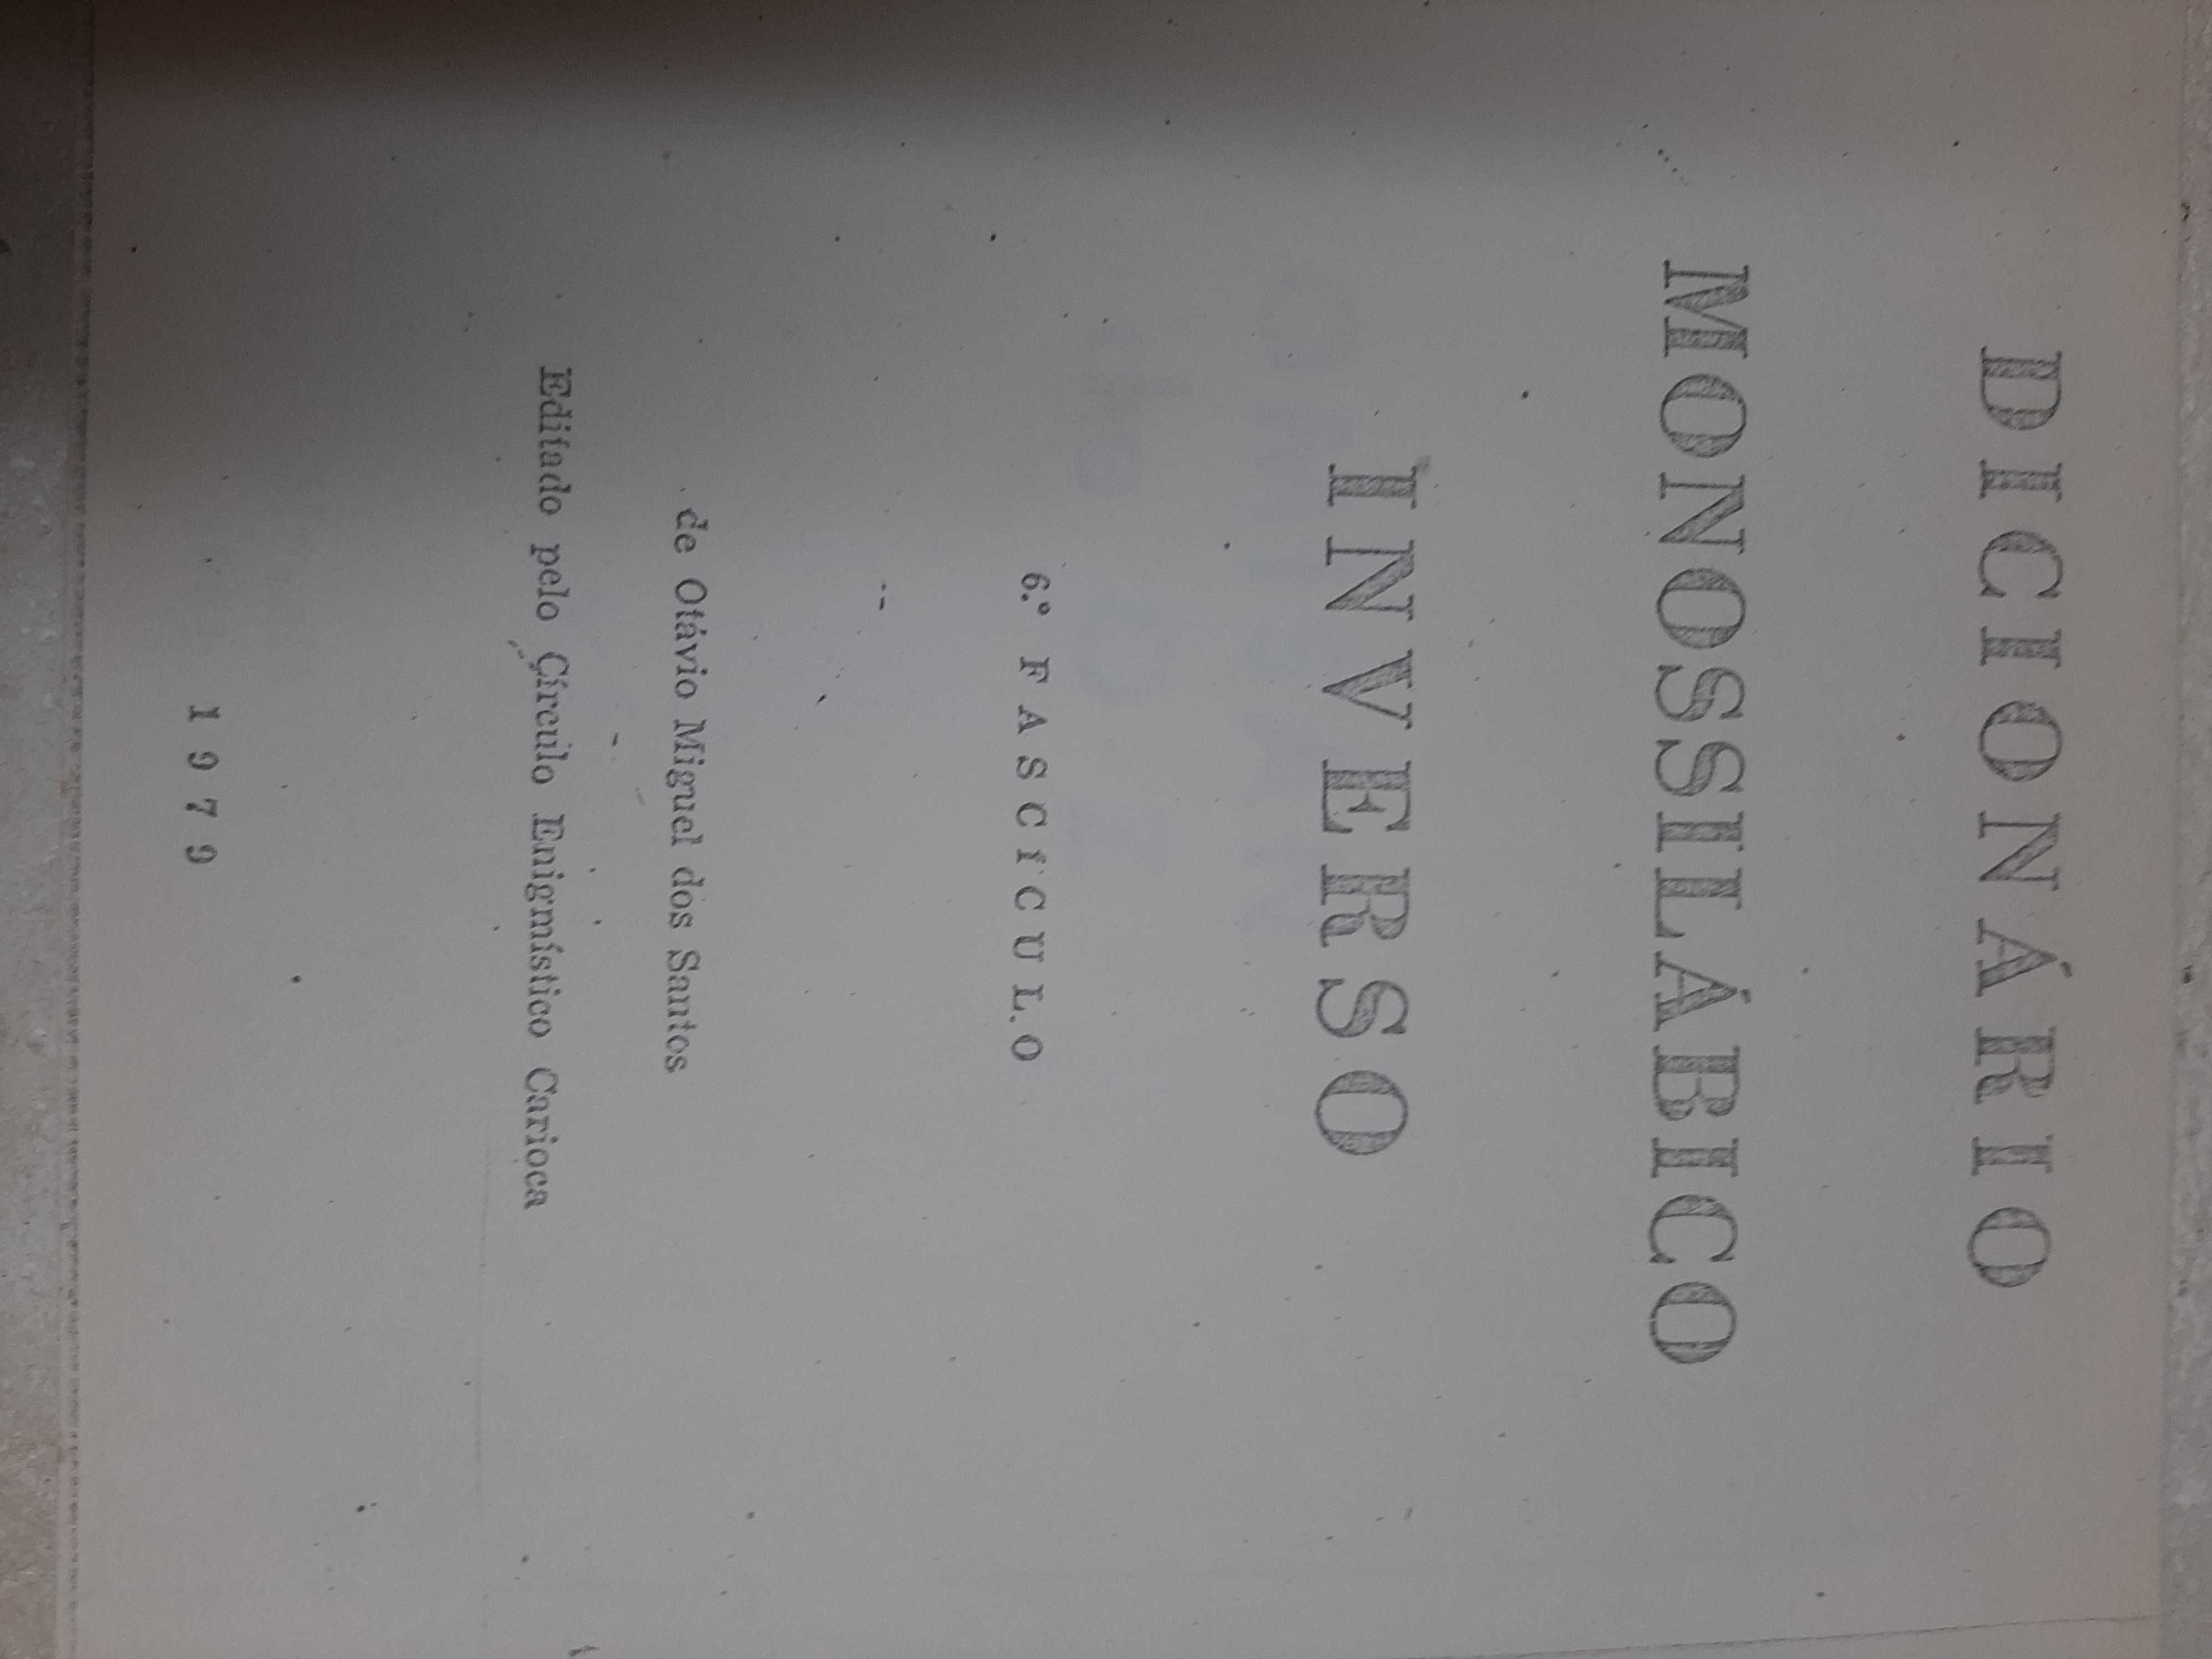 DICIONÁRIO
MONOSSILÁBICO
INVERSO
6.º FASCÍCULO
de Otávio Miguel dos Santos
Editado pelo Círculo Enigmístico Carioca
1979